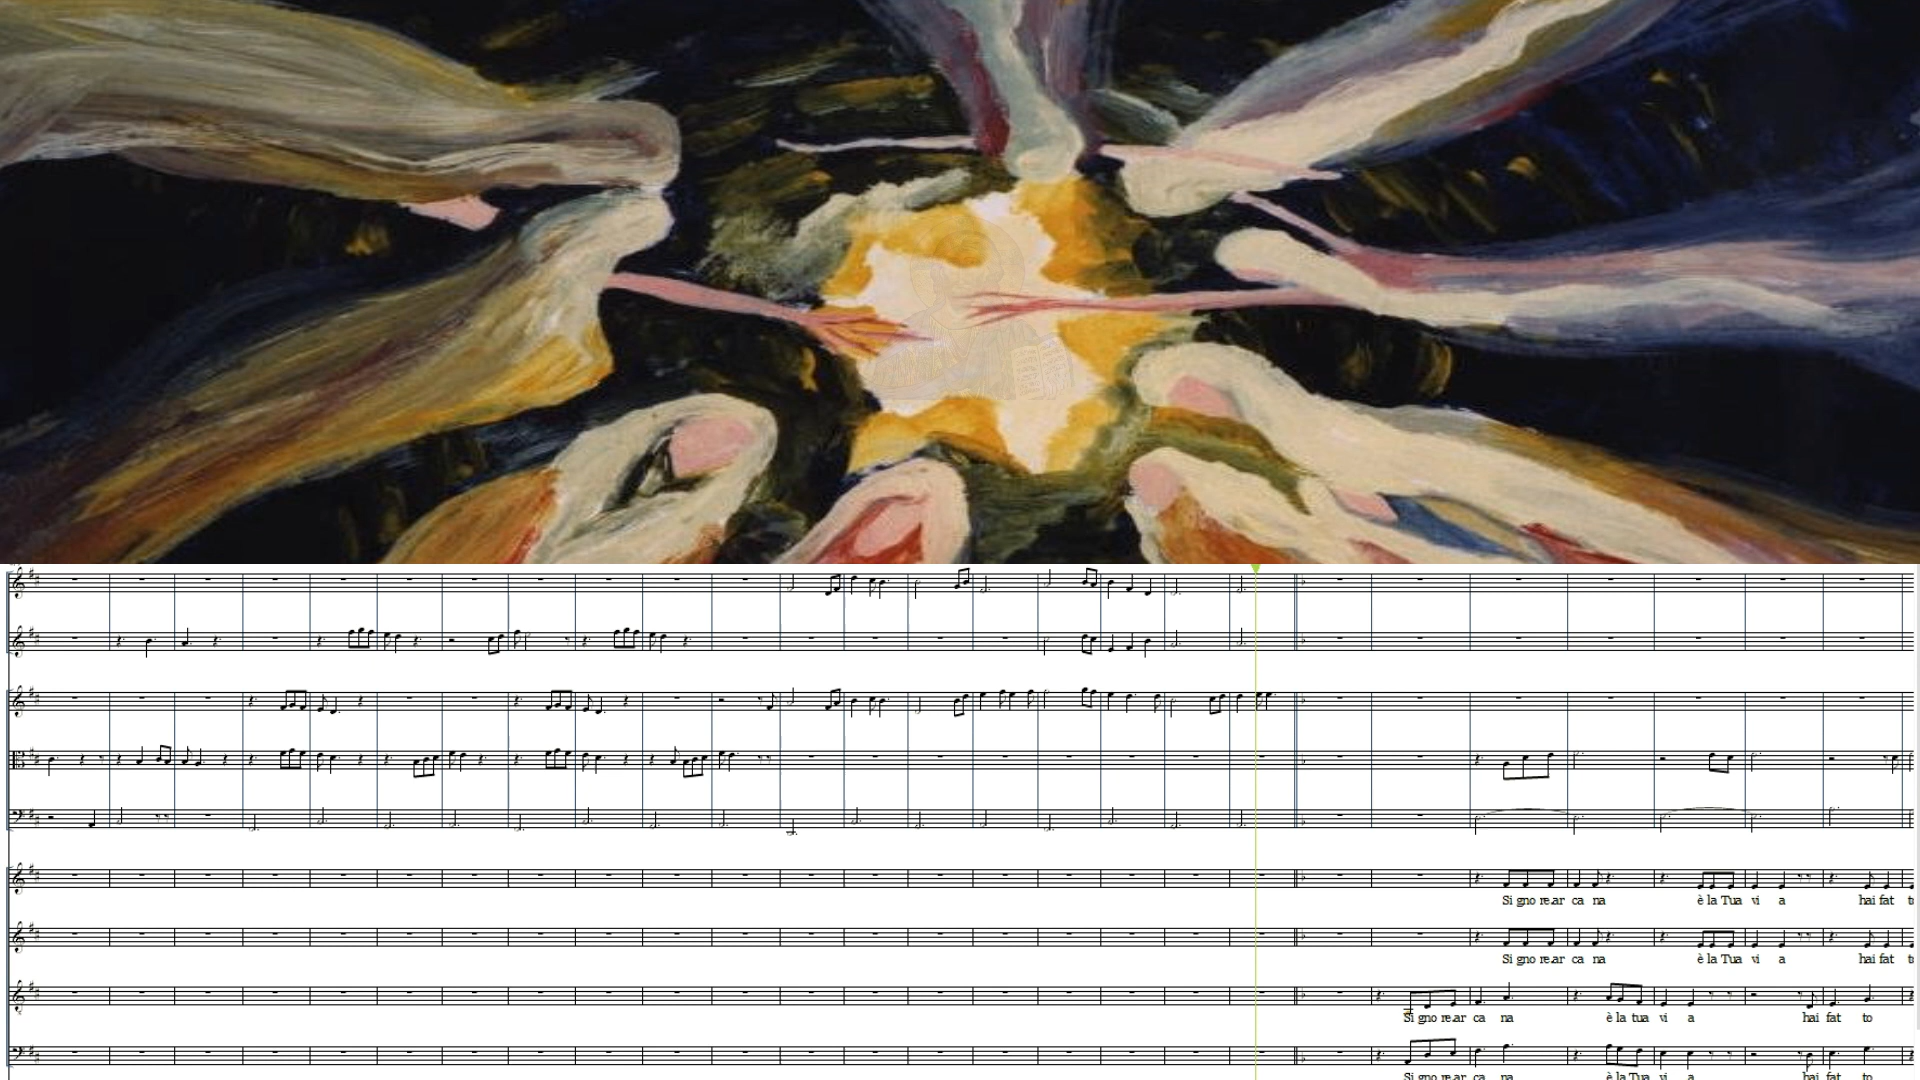 Si gno re.ar ca na è la Tua vi a hai fat
Si gno re.ar ca na è la Tua vi a hai fat
Si gno re.ar ca na è la tua vi a hai fat to
Si gno re.ar ca na è la Tua vi a hai fat to